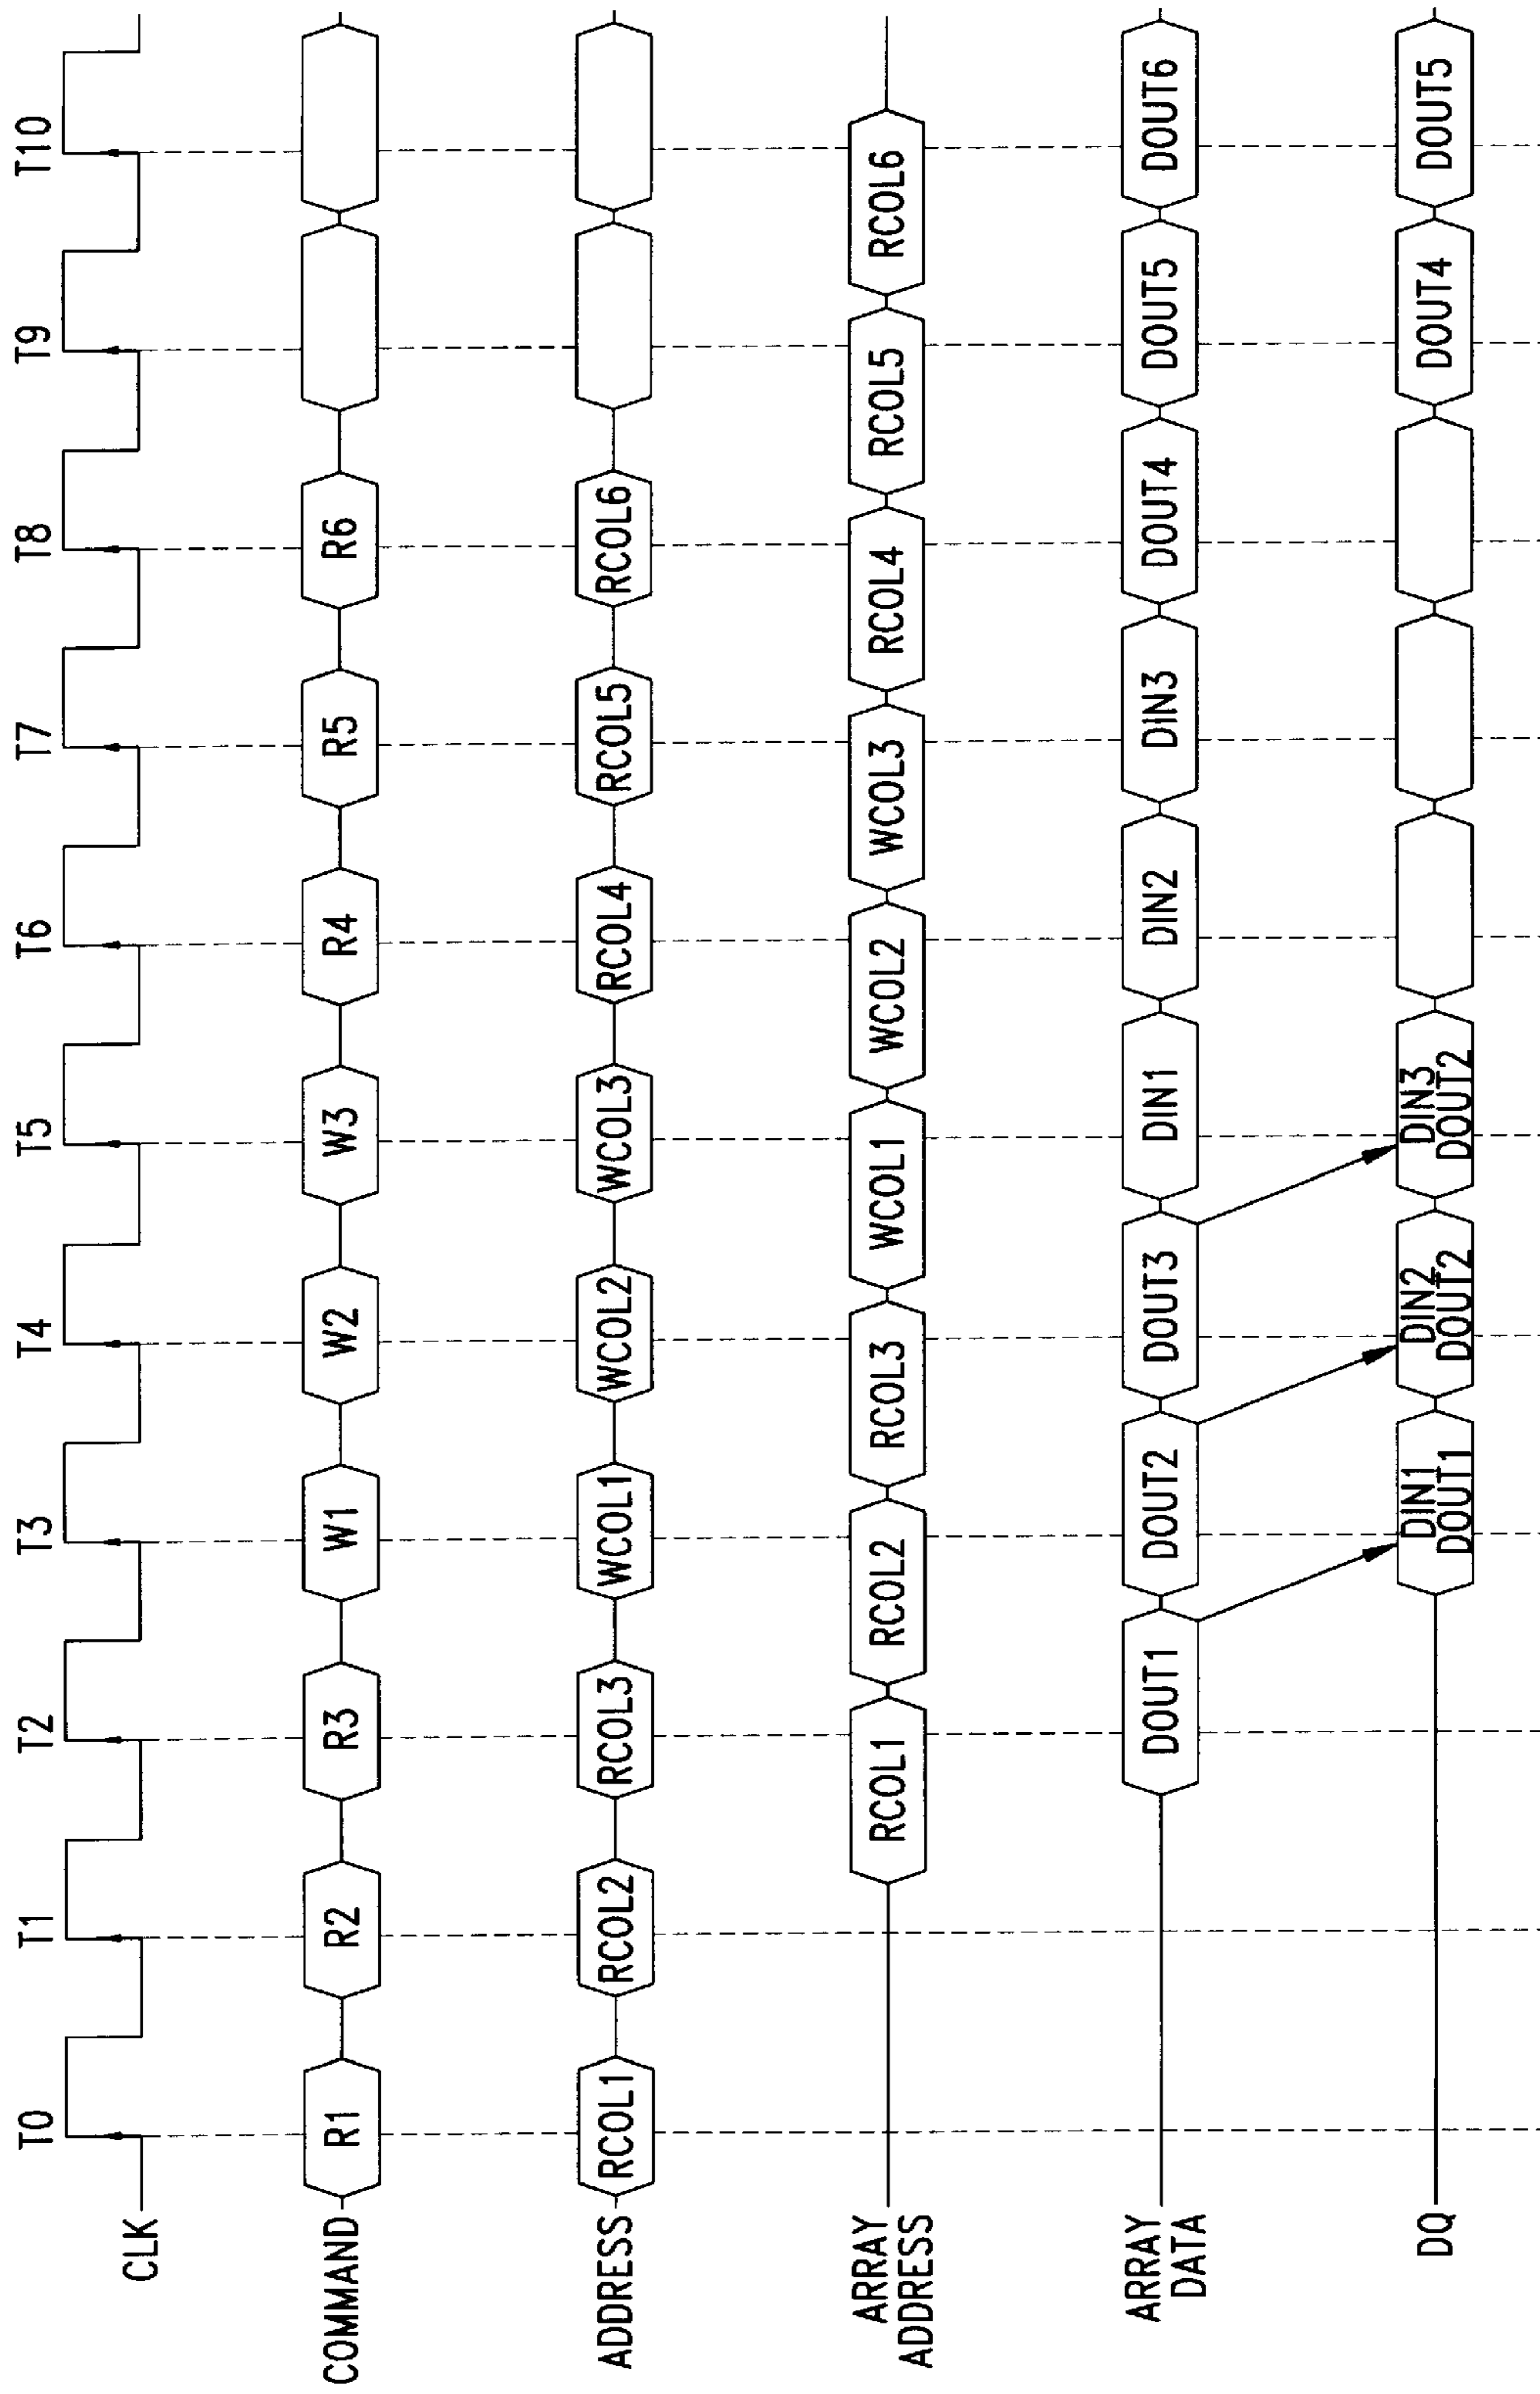 T0 T1 T2 T3 T4 T5 T6 T7 T8 T9 T10
CLK
COMMAND R1 R2 R3 W1 W2 W3 R4 R5 R6
ADDRESS RCOL1 RCOL2 RCOL3 WCOL1 WCOL2 WCOL3 RCOL4 RCOL5 RCOL6
ARRAY
ADDRESS
RCOL1 RCOL2 RCOL3 WCOL1 WCOL2 WCOL3 RCOL4 RCOL5 RCOL6
ARRAY
DATA
DOUT1 DOUT2 DOUT3 DIN1 DIN2 DIN3 DOUT4 DOUT5 DOUT6
DIN1 DIN2 DIN3
DQ DOUT4 DOUT5
DOUT1 DOUT2 DOUT2